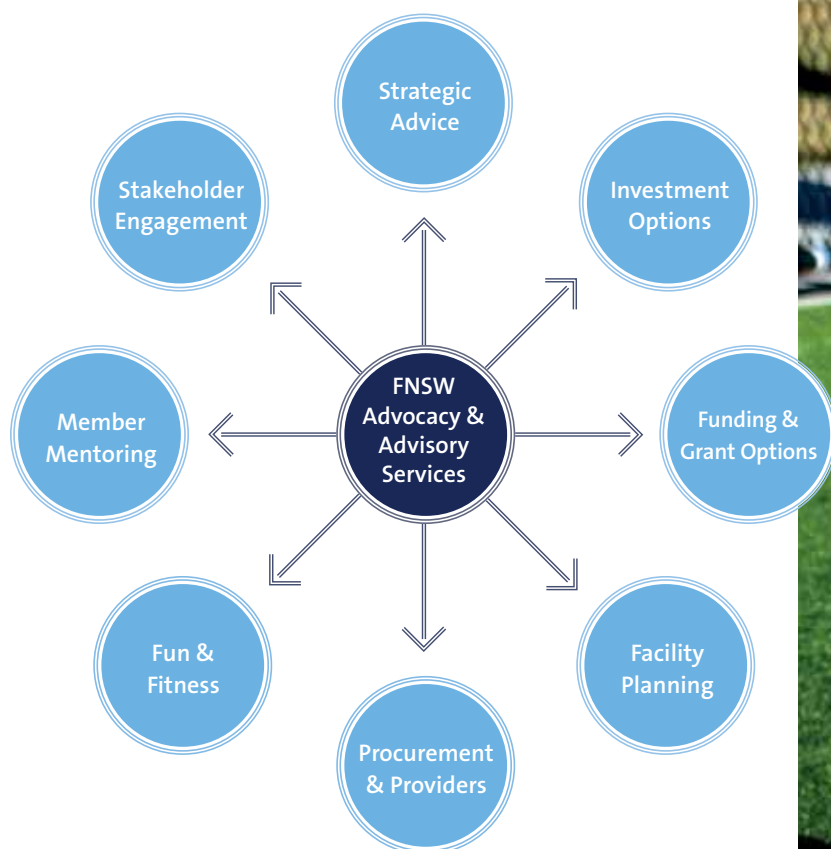 Strategic
Advice
Investment
Options
Funding &
Grant Options
Facility
Planning
Procurement
& Providers
Fun &
Fitness
Member
Mentoring
Stakeholder
Engagement
FNSW
Advocacy &
Advisory
Services